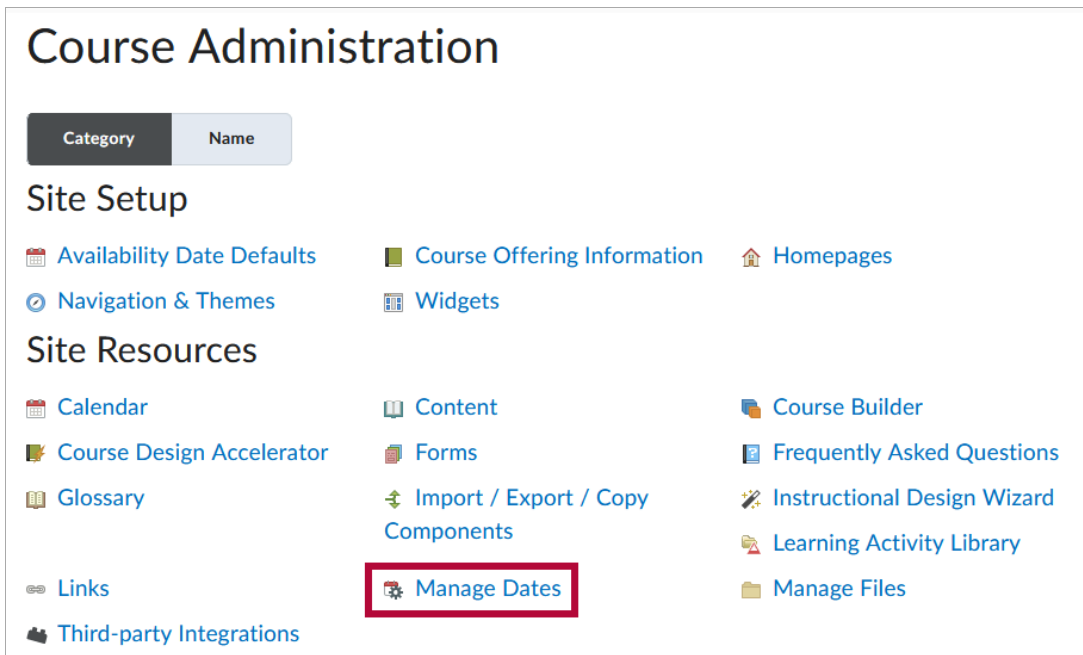 Course Administration
Category Name
Site Setup
Availability Date Defaults Course Offering Information Homepages
Navigation & Themes Widgets
Site Resources
Calendar Content Course Builder
Course Design Accelerator Forms Frequently Asked Questions
Glossary Import / Export / Copy Instructional Design Wizard
Components
Learning Activity Library
Links Manage Dates Manage Files
Third-party Integrations